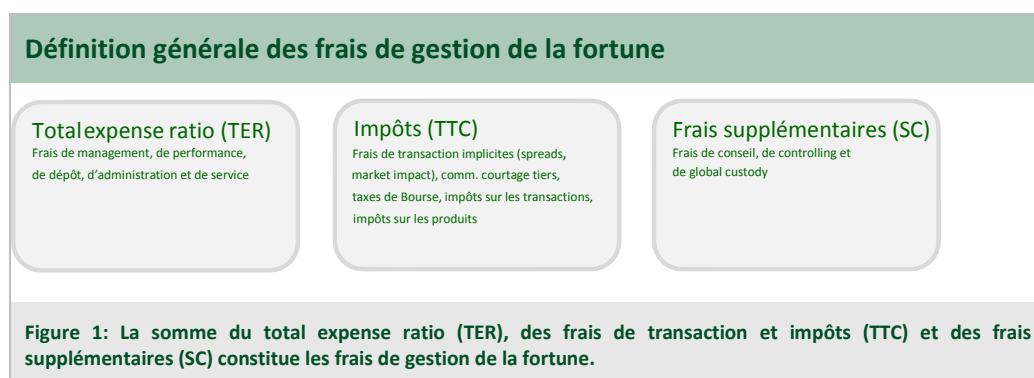 Définition générale des frais de gestion de la fortune
Total expense ratio (TER)
Frais de management, de performance,
de dépôt, d'administration et de service
Impôts (TTC)
Frais de transaction implicites (spreads,
market impact), comm. courtage tiers,
taxes de Bourse, impôts sur les transactions,
impôts sur les produits
Frais supplémentaires (SC)
Frais de conseil, de controlling et
de global custody
Figure 1: La somme du total expense ratio (TER), des frais de transaction et impôts (TTC) et des frais
supplémentaires (SC) constitue les frais de gestion de la fortune.